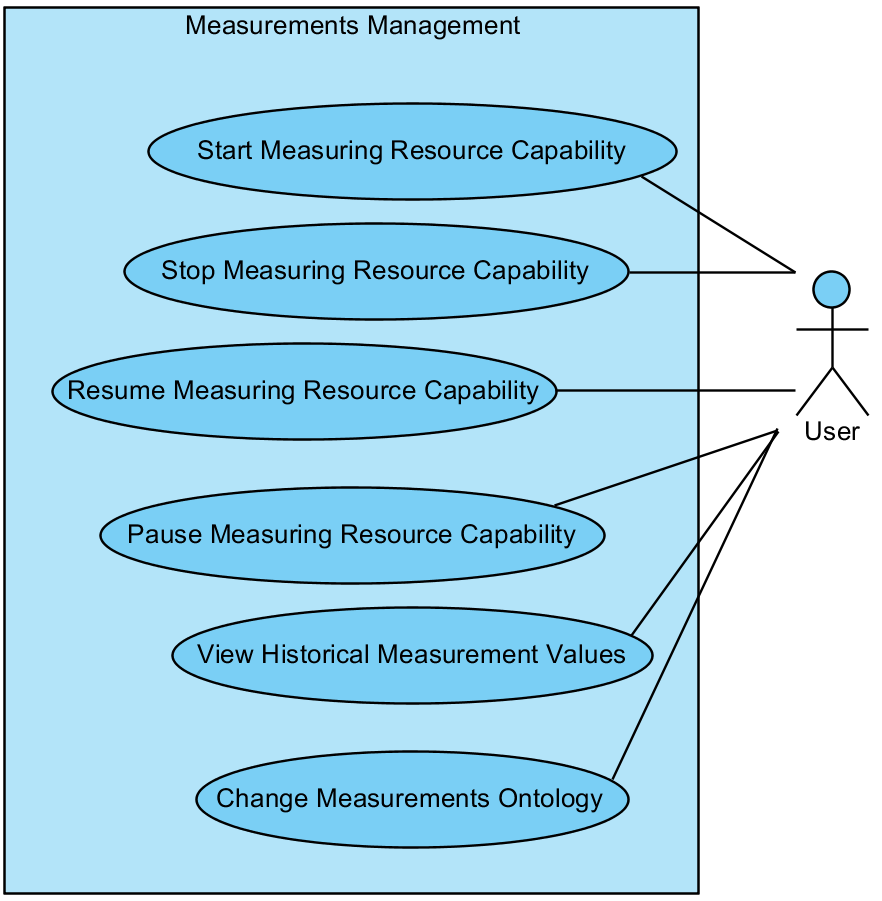 Measurements Management
Start Measuring Resource Capability
Stop Measuring Resource Capability
Resume Measuring Resource Capability
User
Pause Measuring Resource Capability
View Historical Measurement Values
Change Measurements Ontology